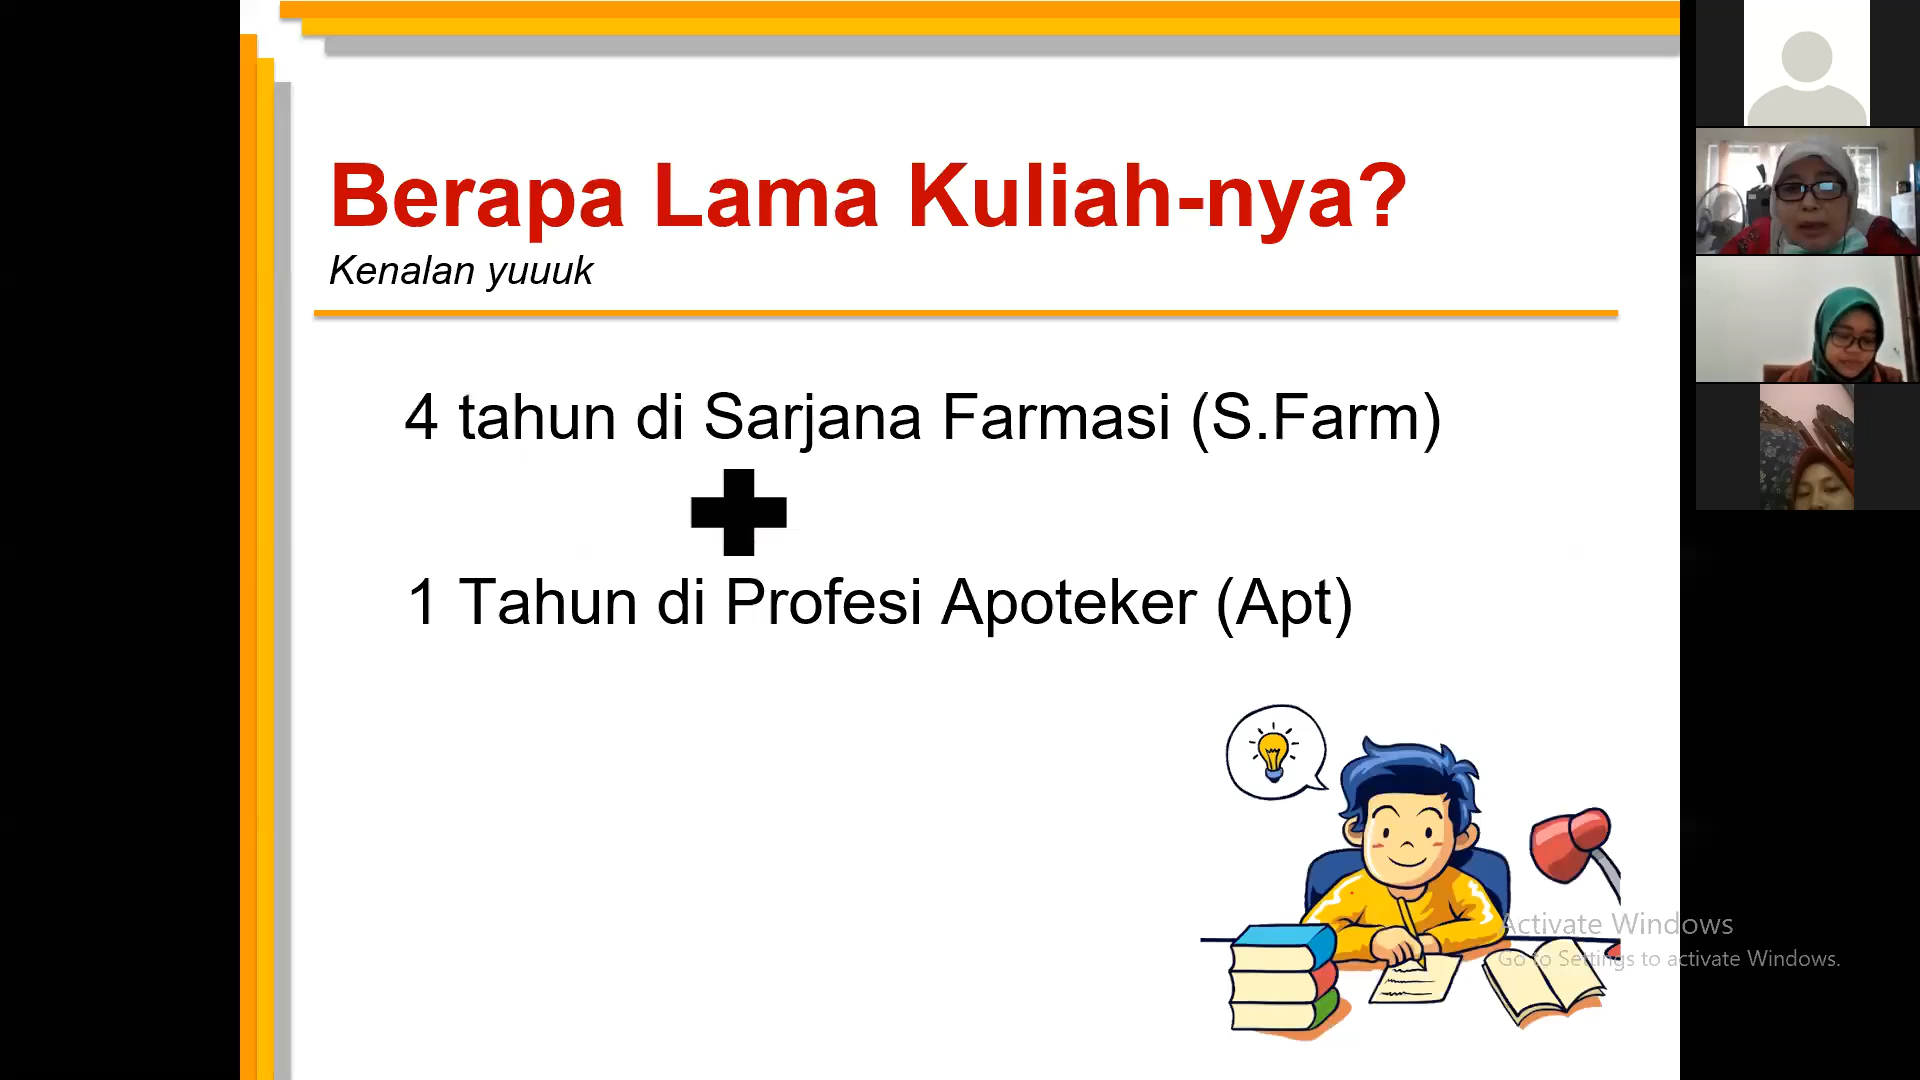 Berapa Lama Kuliah-nya?
Kenalan yuuuk
4 tahun di Sarjana Farmasi (S.Farm)
1 Tahun di Profesi Apoteker (Apt)
Activate Windows
Go to Settings to activate Windows.